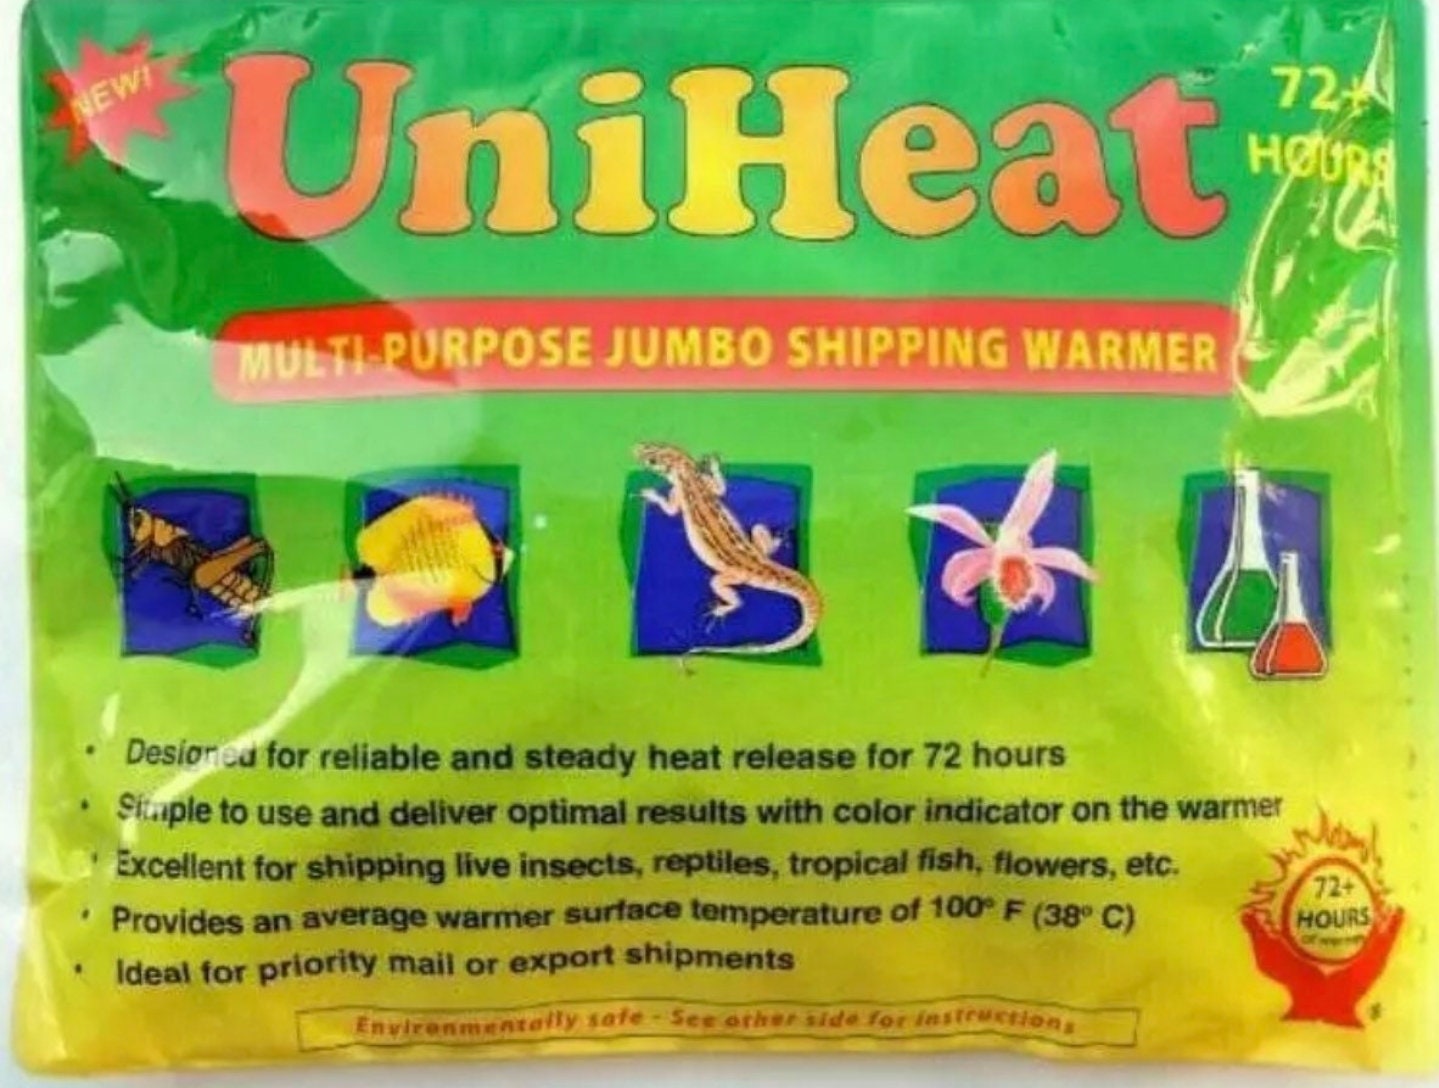 NEW!
UniHeat
72+
HOURS
MULTI-PURPOSE JUMBO SHIPPING WARMER
• Designed for reliable and steady heat release for 72 hours
• Simple to use and deliver optimal results with color indicator on the warmer
• Excellent for shipping live insects, reptiles, tropical fish, flowers, etc.
• Provides an average warmer surface temperature of 100º F (38º C)
• Ideal for priority mail or export shipments
72+
HOURS
Environmentally safe - See other side for instructions